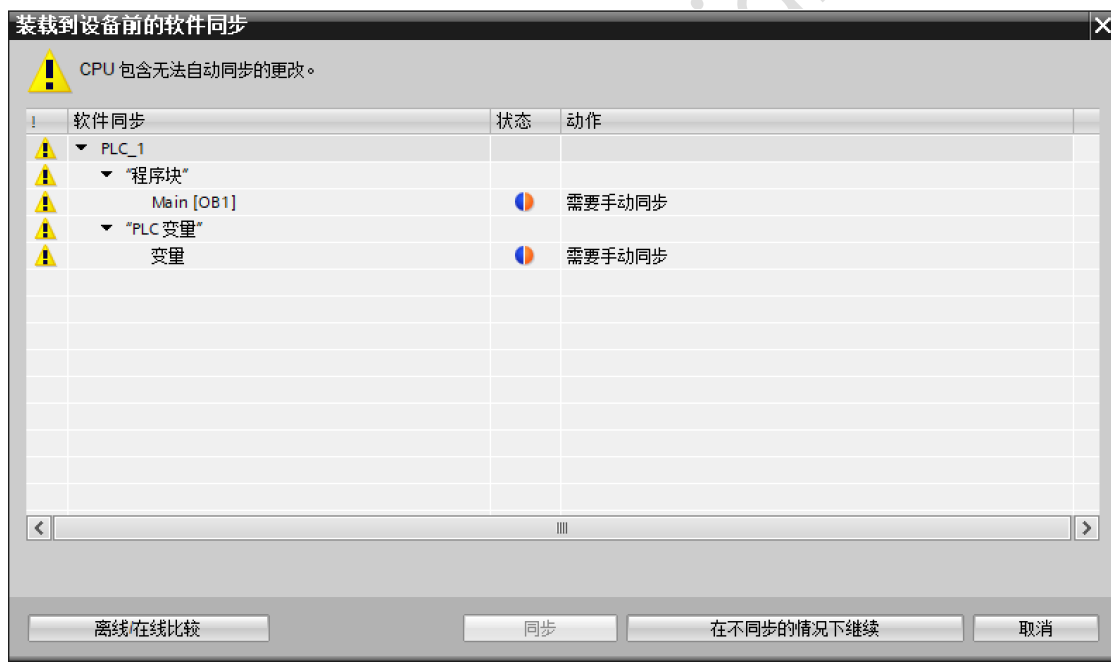 装载到设备前的软件同步
CPU 包含无法自动同步的更改。
! 软件同步 状态 动作
PLC_1
"程序块"
Main [OB1] 需要手动同步
"PLC 变量"
变量 需要手动同步
离线/在线比较 同步 在不同步的情况下继续 取消